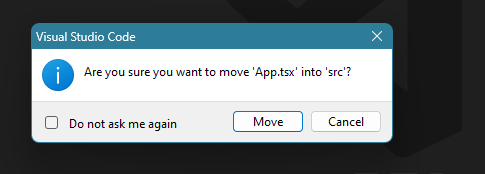 Visual Studio Code
Are you sure you want to move 'App.tsx' into 'src'?
Do not ask me again
Move
Cancel